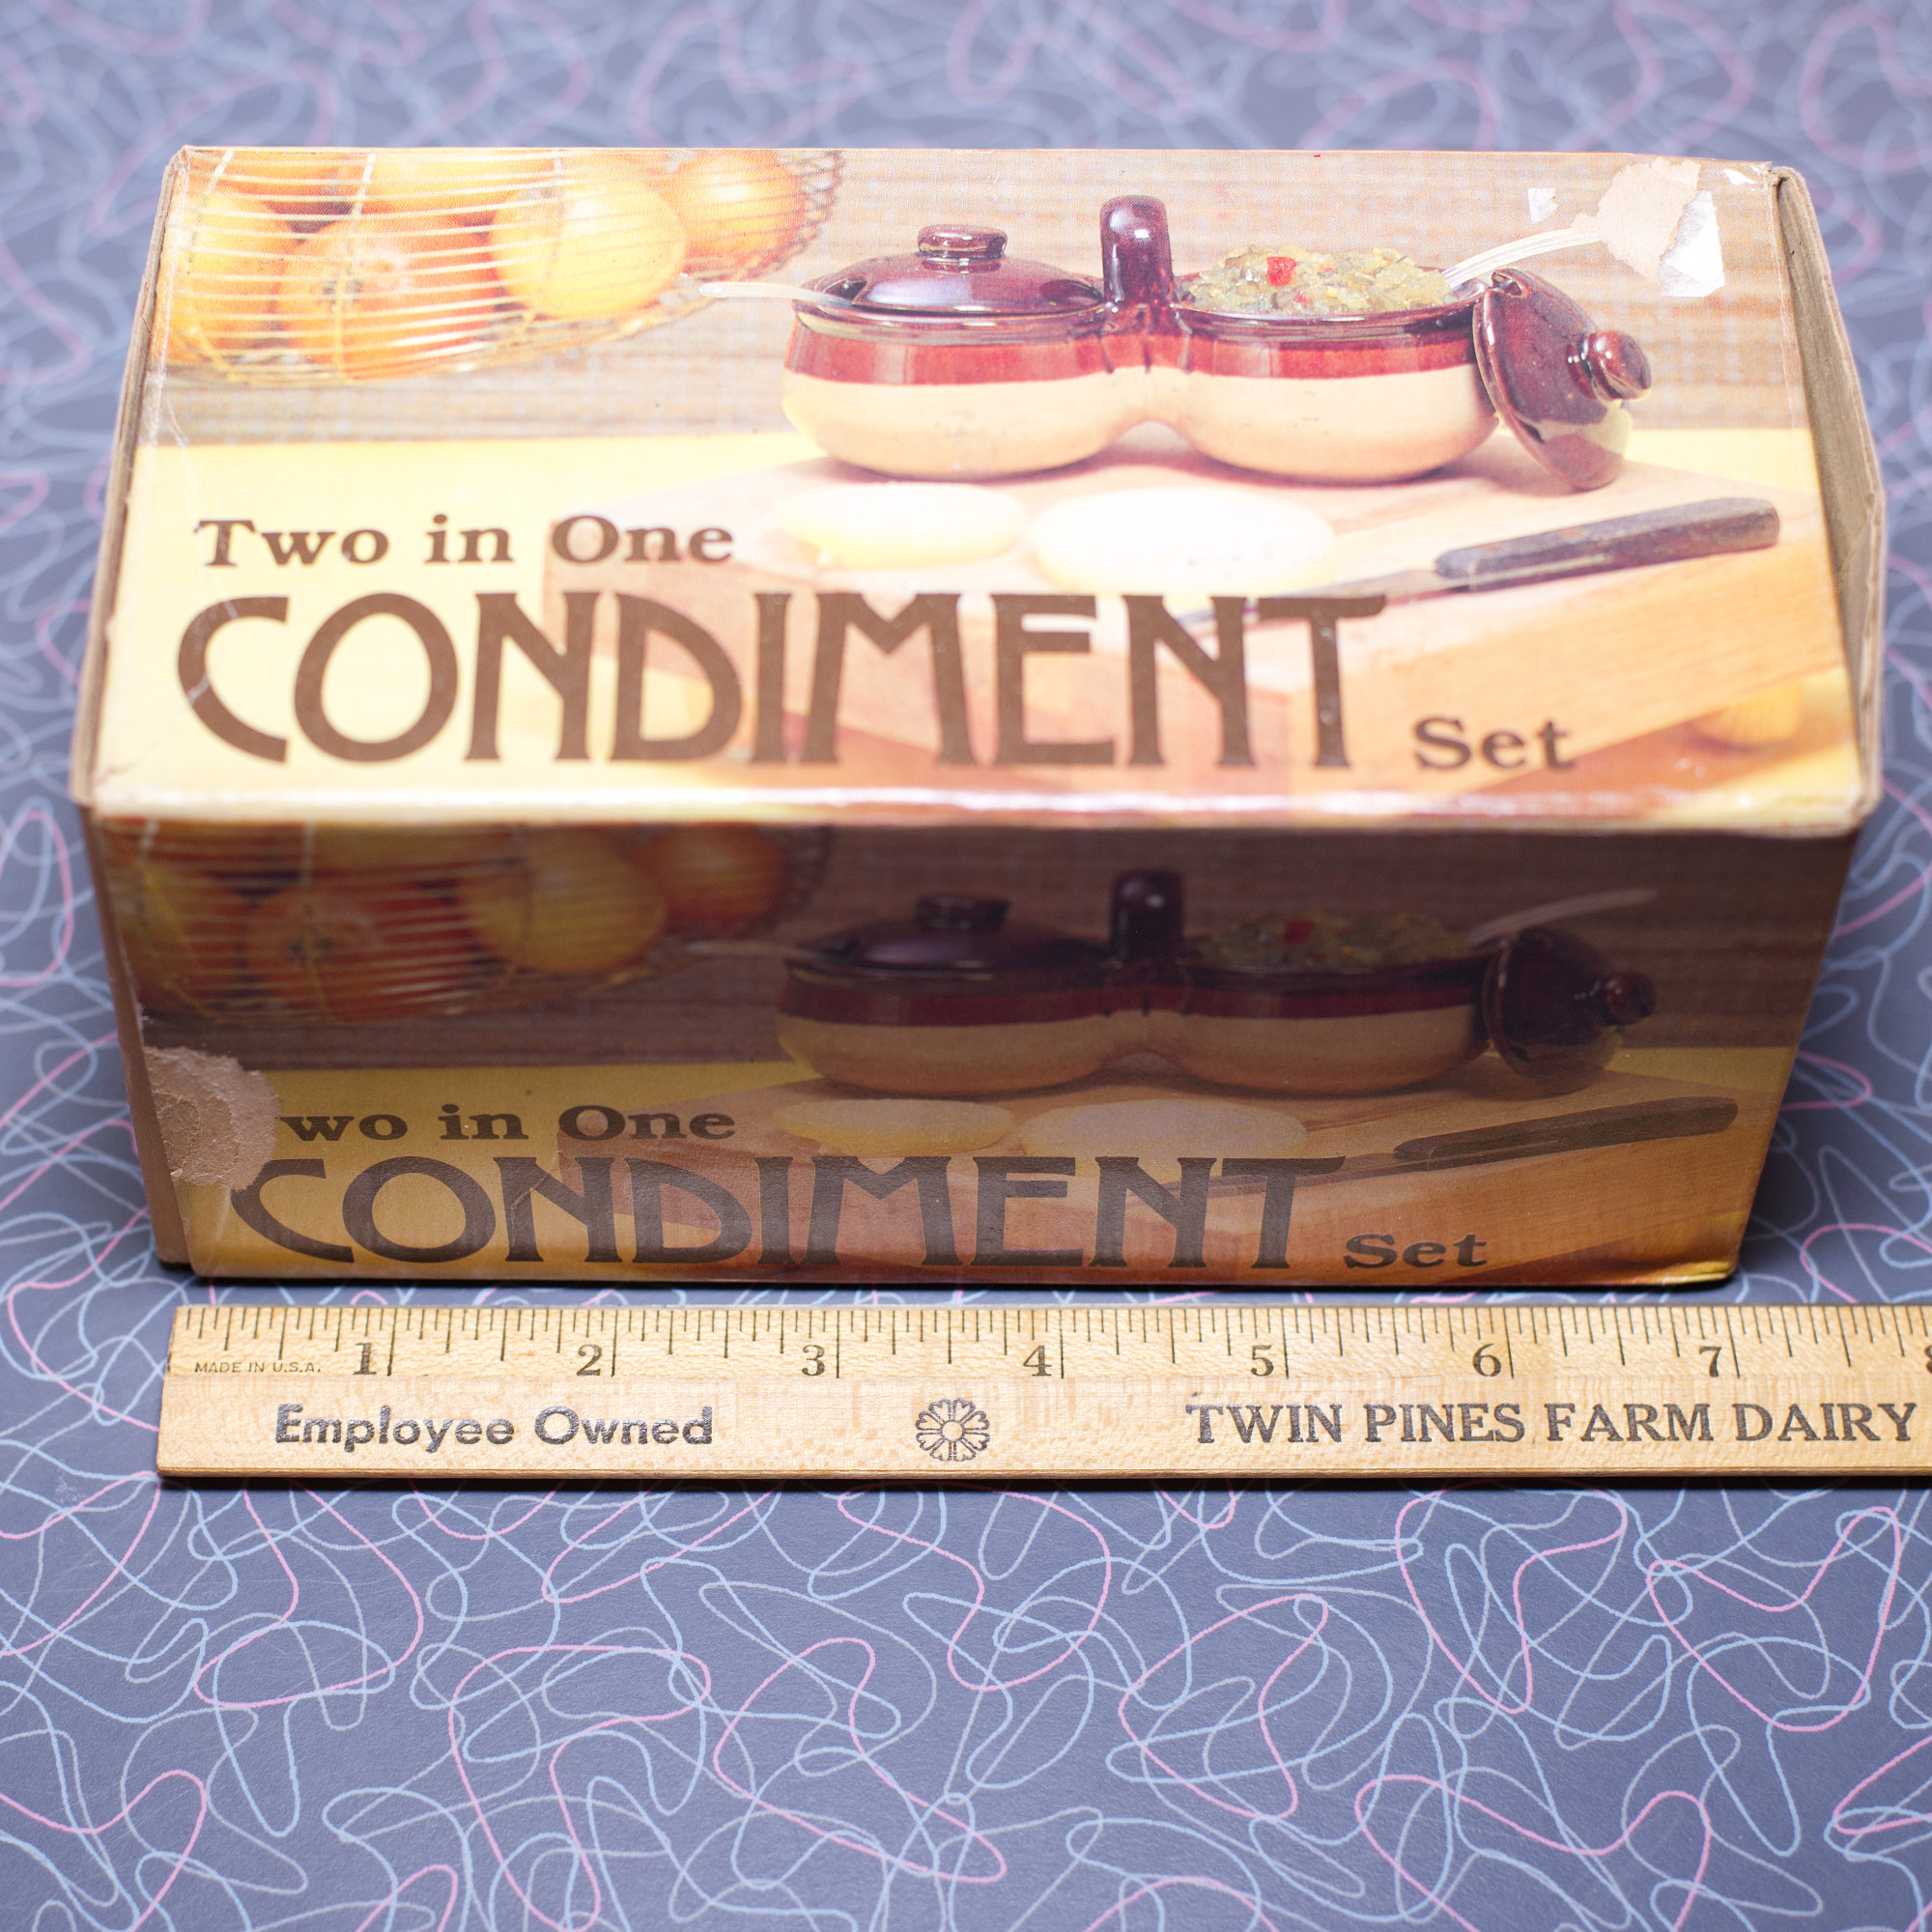 Two in One
CONDIMENT Set
wo in One
CONDIMENT Set
1 2 3 4 5 6 7 8
MADE IN U.S.A.
Employee Owned TWIN PINES FARM DAIRY